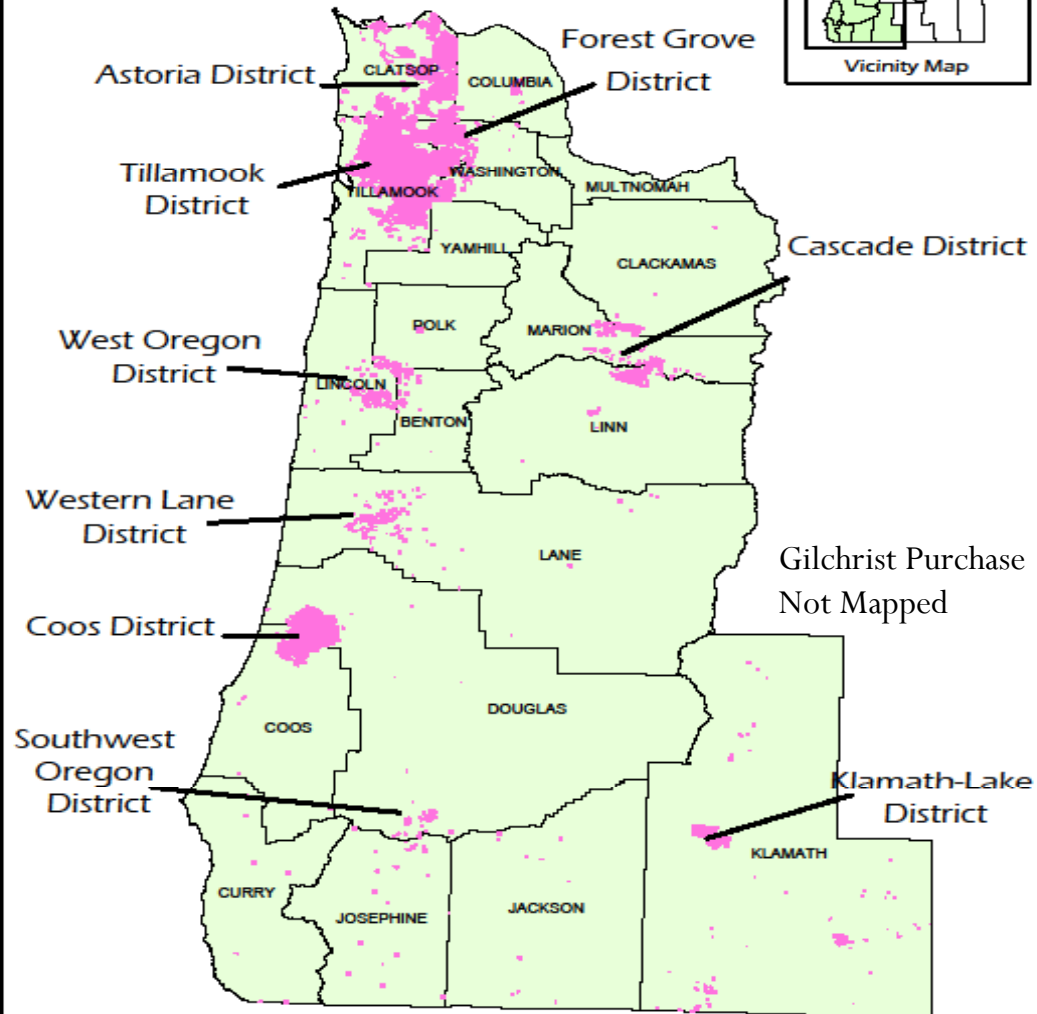 Vicinity Map
Forest Grove
District
Astoria District
CLATSOP
COLUMBIA
Tillamook
District
WASHINGTON
TILLAMOOK
MULTNOMAH
YAMHILL
CLACKAMAS
Cascade District
West Oregon
District
POLK
MARION
LINCOLN
BENTON
LINN
Western Lane
District
LANE
Gilchrist Purchase
Not Mapped
Coos District
DOUGLAS
COOS
Southwest
Oregon
District
Klamath-Lake
District
KLAMATH
CURRY
JOSEPHINE
JACKSON